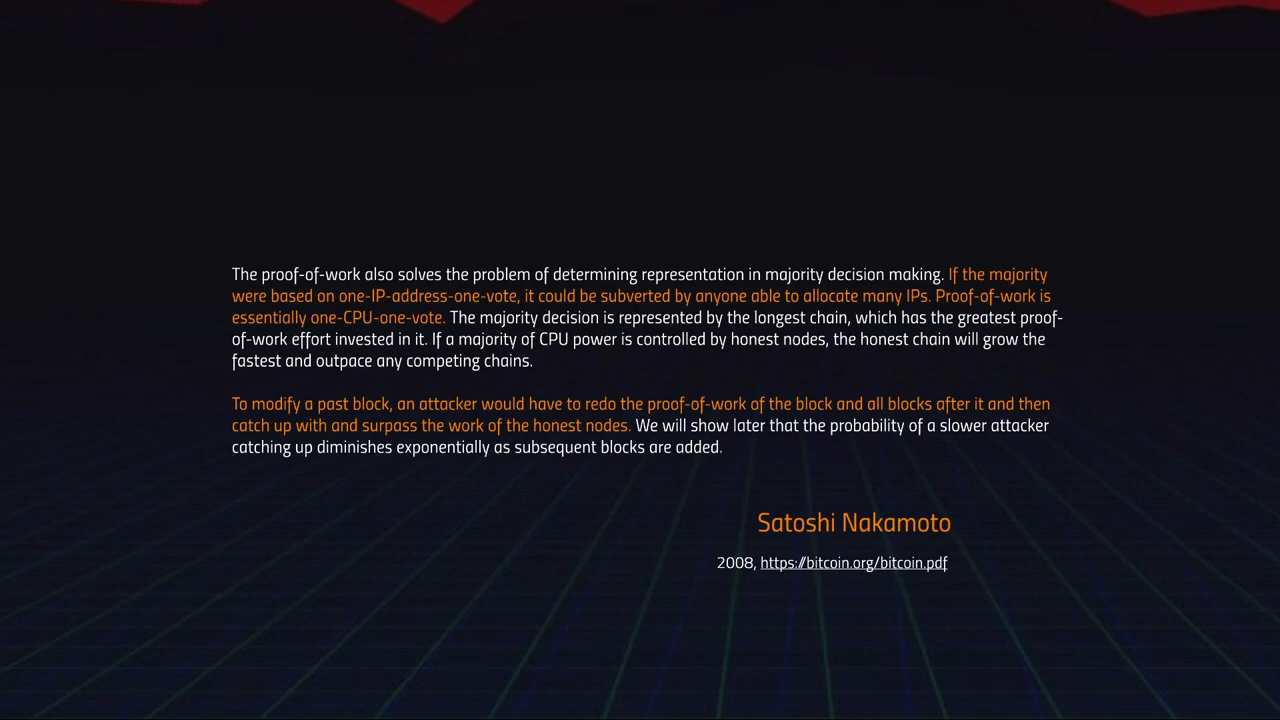 The proof-of-work also solves the problem of determining representation in majority decision making. If the majority
were based on one-IP-address-one-vote, it could be subverted by anyone able to allocate many IPs. Proof-of-work is
essentially one-CPU-one-vote. The majority decision is represented by the longest chain, which has the greatest proof-
of-work effort invested in it. If a majority of CPU power is controlled by honest nodes, the honest chain will grow the
fastest and outpace any competing chains.
To modify a past block, an attacker would have to redo the proof-of-work of the block and all blocks after it and then
catch up with and surpass the work of the honest nodes. We will show later that the probability of a slower attacker
catching up diminishes exponentially as subsequent blocks are added.
Satoshi Nakamoto
2008, https://bitcoin.org/bitcoin.pdf